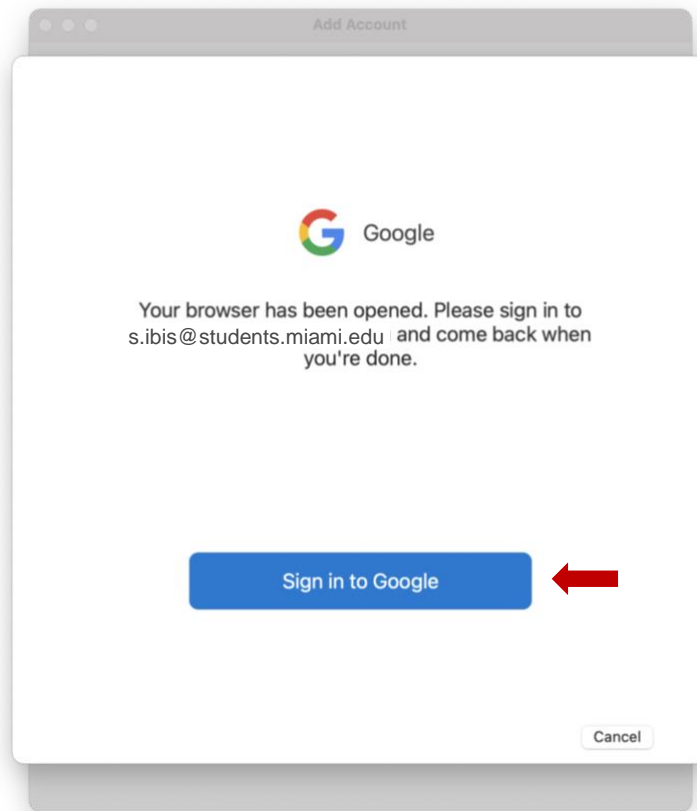 Add Account
Google
Your browser has been opened. Please sign in to
s.ibis@students.miami.edu and come back when
you're done.
Sign in to Google
Cancel